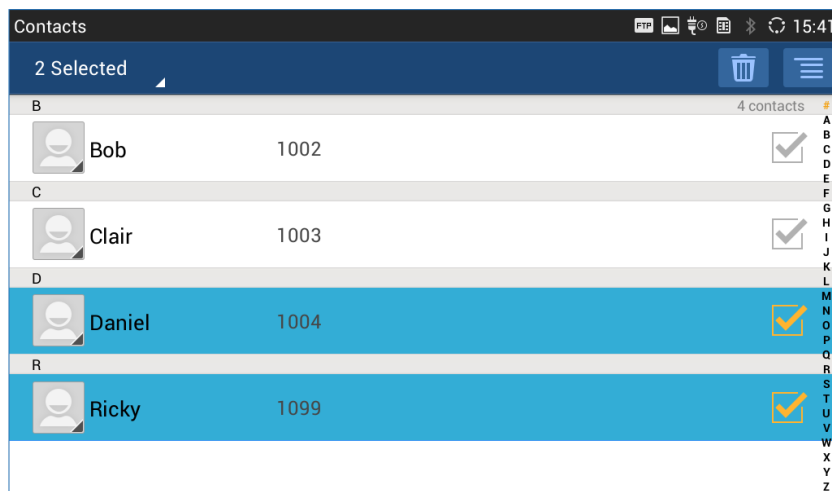 Contacts FTP 15:41
2 Selected
B 4 contacts
Bob 1002
C
Clair 1003
D
Daniel 1004
R
Ricky 1099
#
A
B
C
D
E
F
G
H
I
J
K
L
M
N
O
P
Q
R
S
T
U
V
W
X
Y
Z